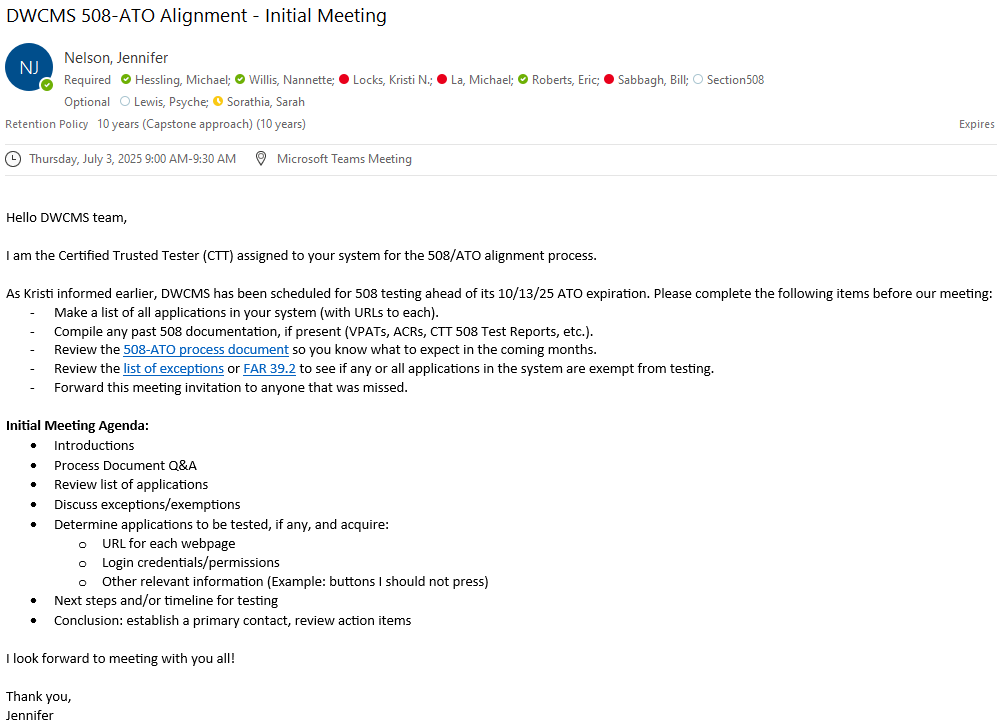 DWCMS 508-ATO Alignment - Initial Meeting
NJ
Nelson, Jennifer
Required Hessling, Michael; Willis, Nannette; Locks, Kristi N.; La, Michael; Roberts, Eric; Sabbagh, Bill; Section508
Optional Lewis, Psyche; Sorathia, Sarah
Retention Policy 10 years (Capstone approach) (10 years) Expires
Thursday, July 3, 2025 9:00 AM-9:30 AM Microsoft Teams Meeting
Hello DWCMS team,
I am the Certified Trusted Tester (CTT) assigned to your system for the 508/ATO alignment process.
As Kristi informed earlier, DWCMS has been scheduled for 508 testing ahead of its 10/13/25 ATO expiration. Please complete the following items before our meeting:
- Make a list of all applications in your system (with URLs to each).
- Compile any past 508 documentation, if present (VPATs, ACRs, CTT 508 Test Reports, etc.).
- Review the 508-ATO process document so you know what to expect in the coming months.
- Review the list of exceptions or FAR 39.2 to see if any or all applications in the system are exempt from testing.
- Forward this meeting invitation to anyone that was missed.
Initial Meeting Agenda:
• Introductions
• Process Document Q&A
• Review list of applications
• Discuss exceptions/exemptions
• Determine applications to be tested, if any, and acquire:
o URL for each webpage
o Login credentials/permissions
o Other relevant information (Example: buttons I should not press)
• Next steps and/or timeline for testing
• Conclusion: establish a primary contact, review action items
I look forward to meeting with you all!
Thank you,
Jennifer